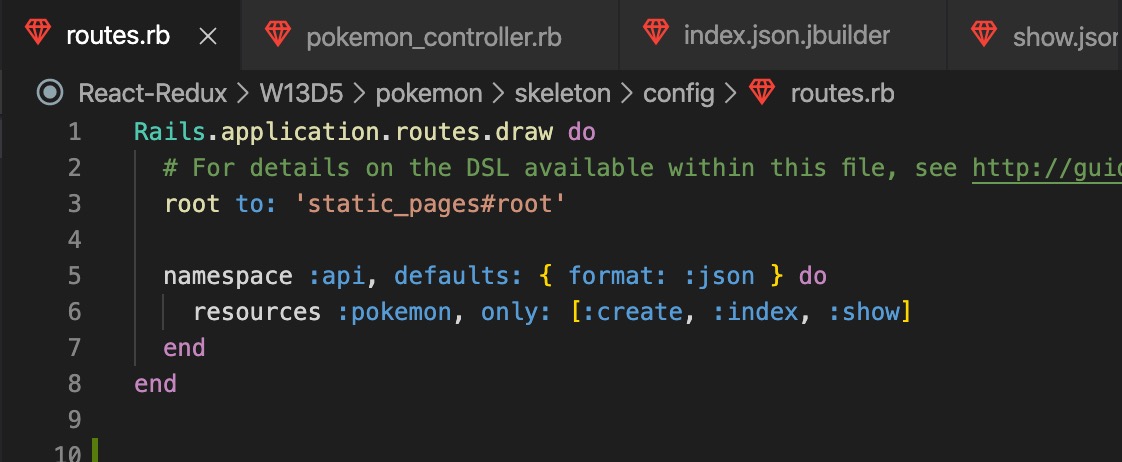 routes.rb × pokemon_controller.rb index.json.jbuilder
React-Redux > W13D5 > pokemon > skeleton > config > routes.rb
1 Rails.application.routes.draw do
2 # For details on the DSL available within this file, see http://guid
3 root to: 'static_pages#root'
4
5 namespace :api, defaults: { format: :json } do
6 resources :pokemon, only: [:create, :index, :show]
7 end
8 end
9
10